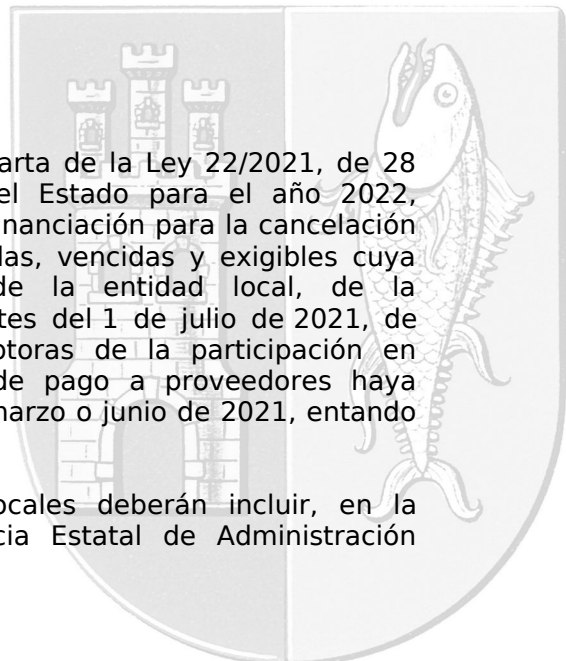 arta de la Ley 22/2021, de 28
el Estado para el año 2022,
inanciación para la cancelación
das, vencidas y exigibles cuya
de la entidad local, de la
tes del 1 de julio de 2021, de
ptoras de la participación en
de pago a proveedores haya
marzo o junio de 2021, entando
ocales deberán incluir, en la
cia Estatal de Administración